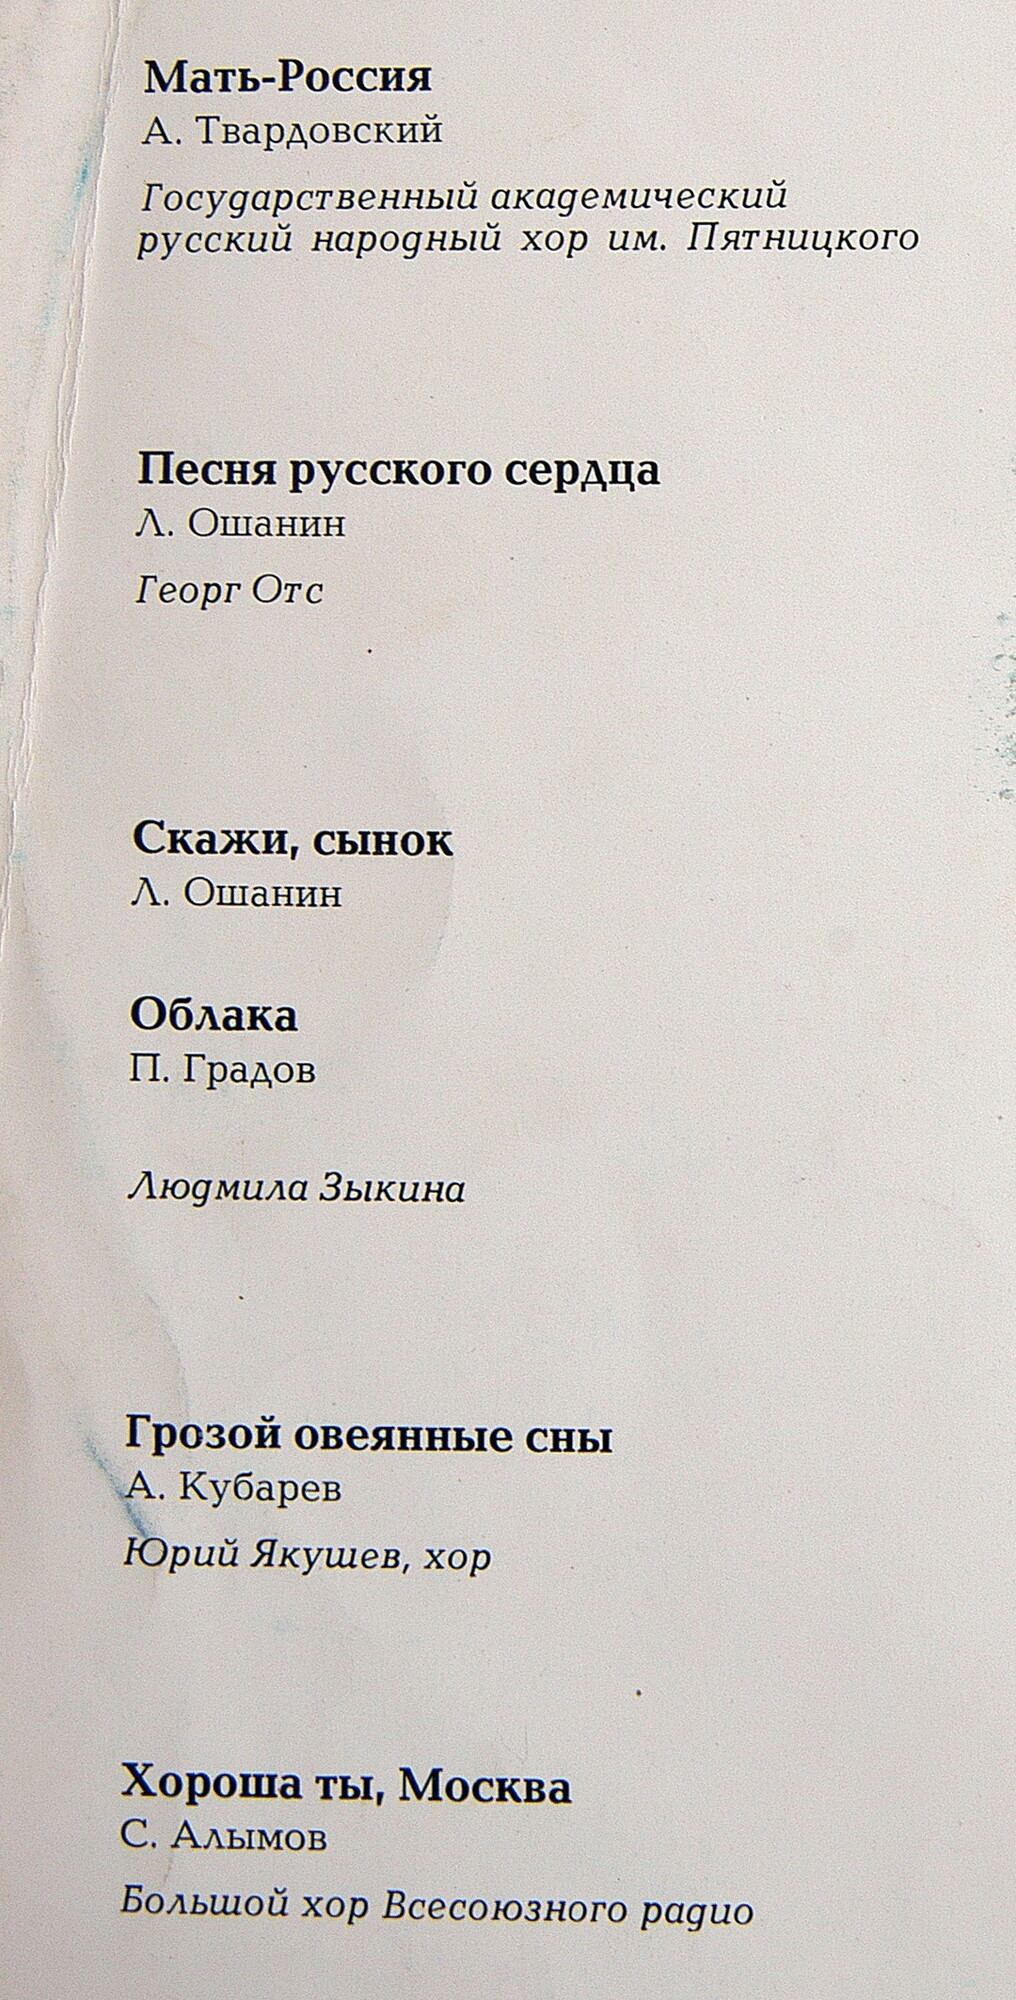 Мать-Россия
А. Твардовский
Государственный академический
русский народный хор им. Пятницкого
Песня русского сердца
Л. Ошанин
Георг Отс
Скажи, сынок
Л. Ошанин
Облака
П. Градов
Людмила Зыкина
Грозой овеянные сны
А. Кубарев
Юрий Якушев, хор
Хороша ты, Москва
С. Алымов
Большой хор Всесоюзного радио